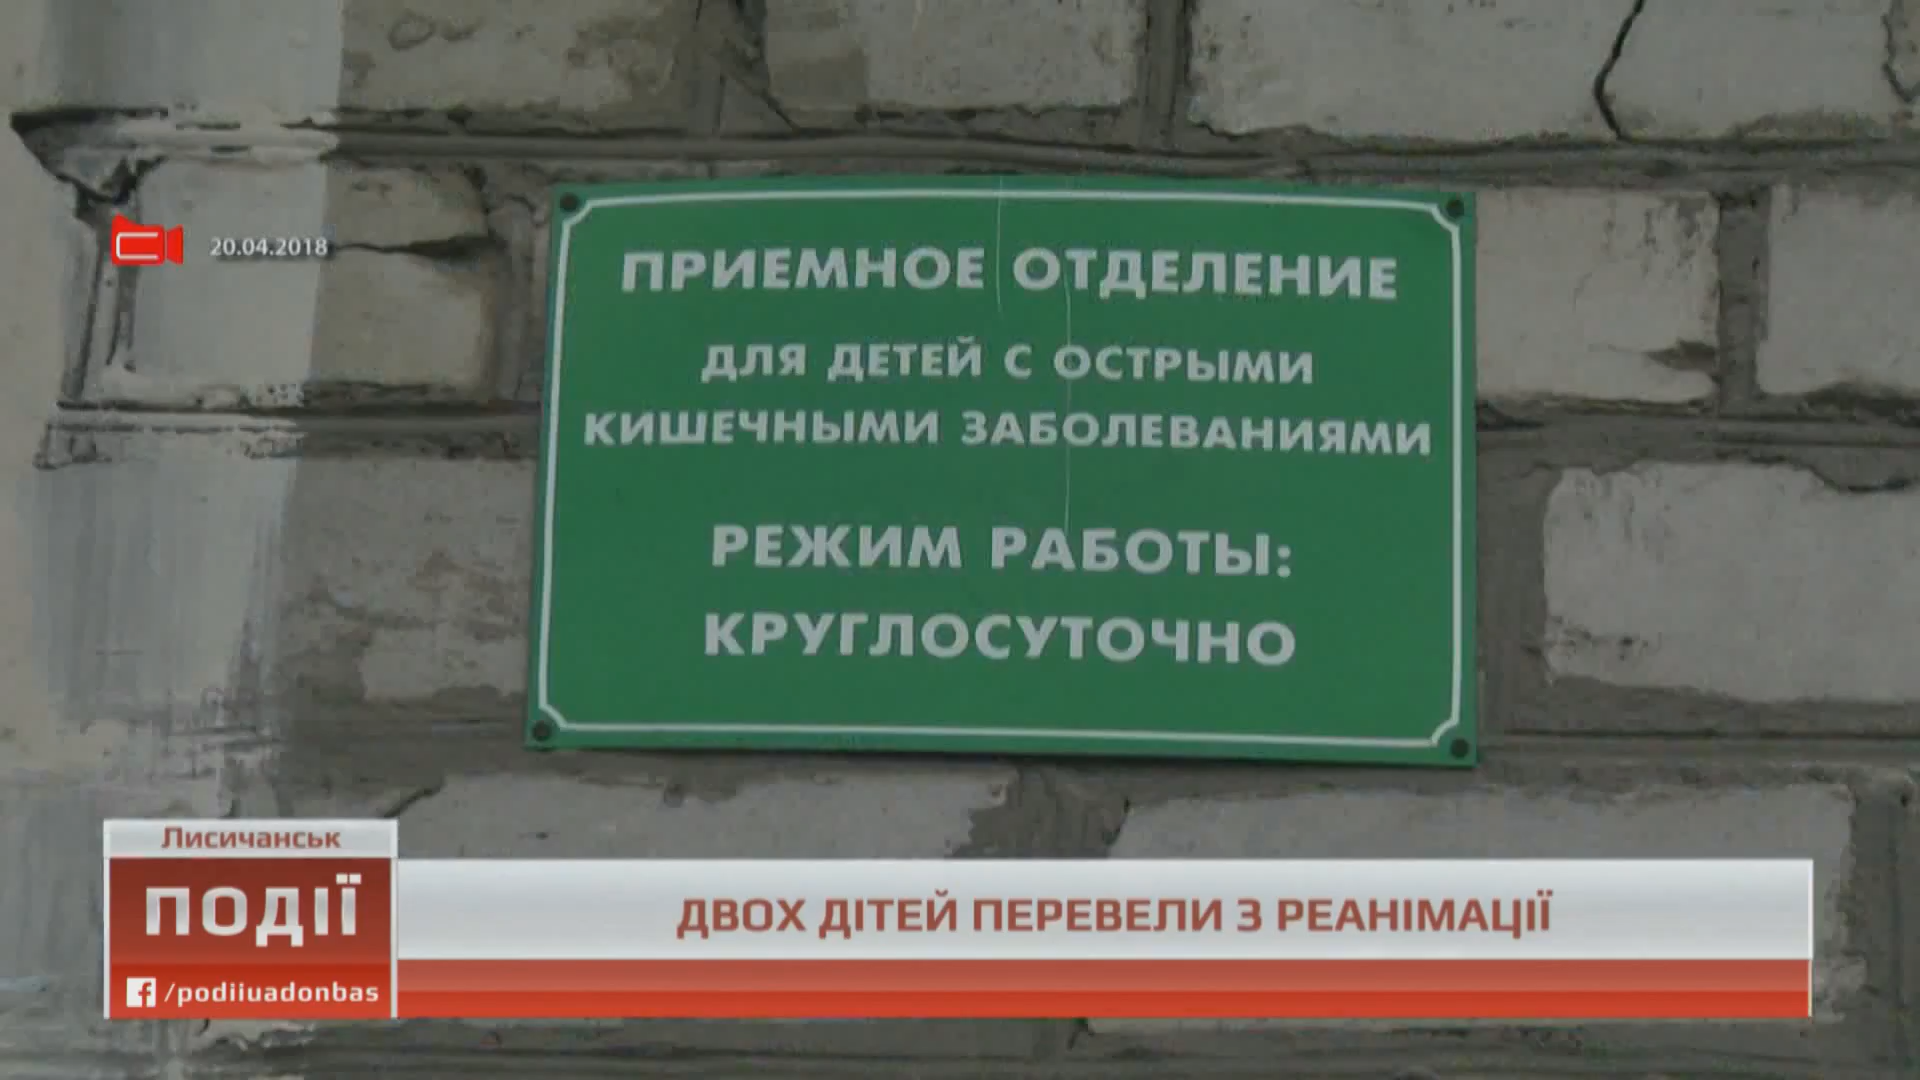 20.04.2018
ПРИЕМНОЕ ОТДЕЛЕНИЕ
ДЛЯ ДЕТЕЙ С ОСТРЫМИ
КИШЕЧНЫМИ ЗАБОЛЕВАНИЯМИ
РЕЖИМ РАБОТЫ:
КРУГЛОСУТОЧНО
Лисичанськ
ПОДІЇ
ДВОХ ДІТЕЙ ПЕРЕВЕЛИ З РЕАНІМАЦІЇ
f/podiiuadonbas